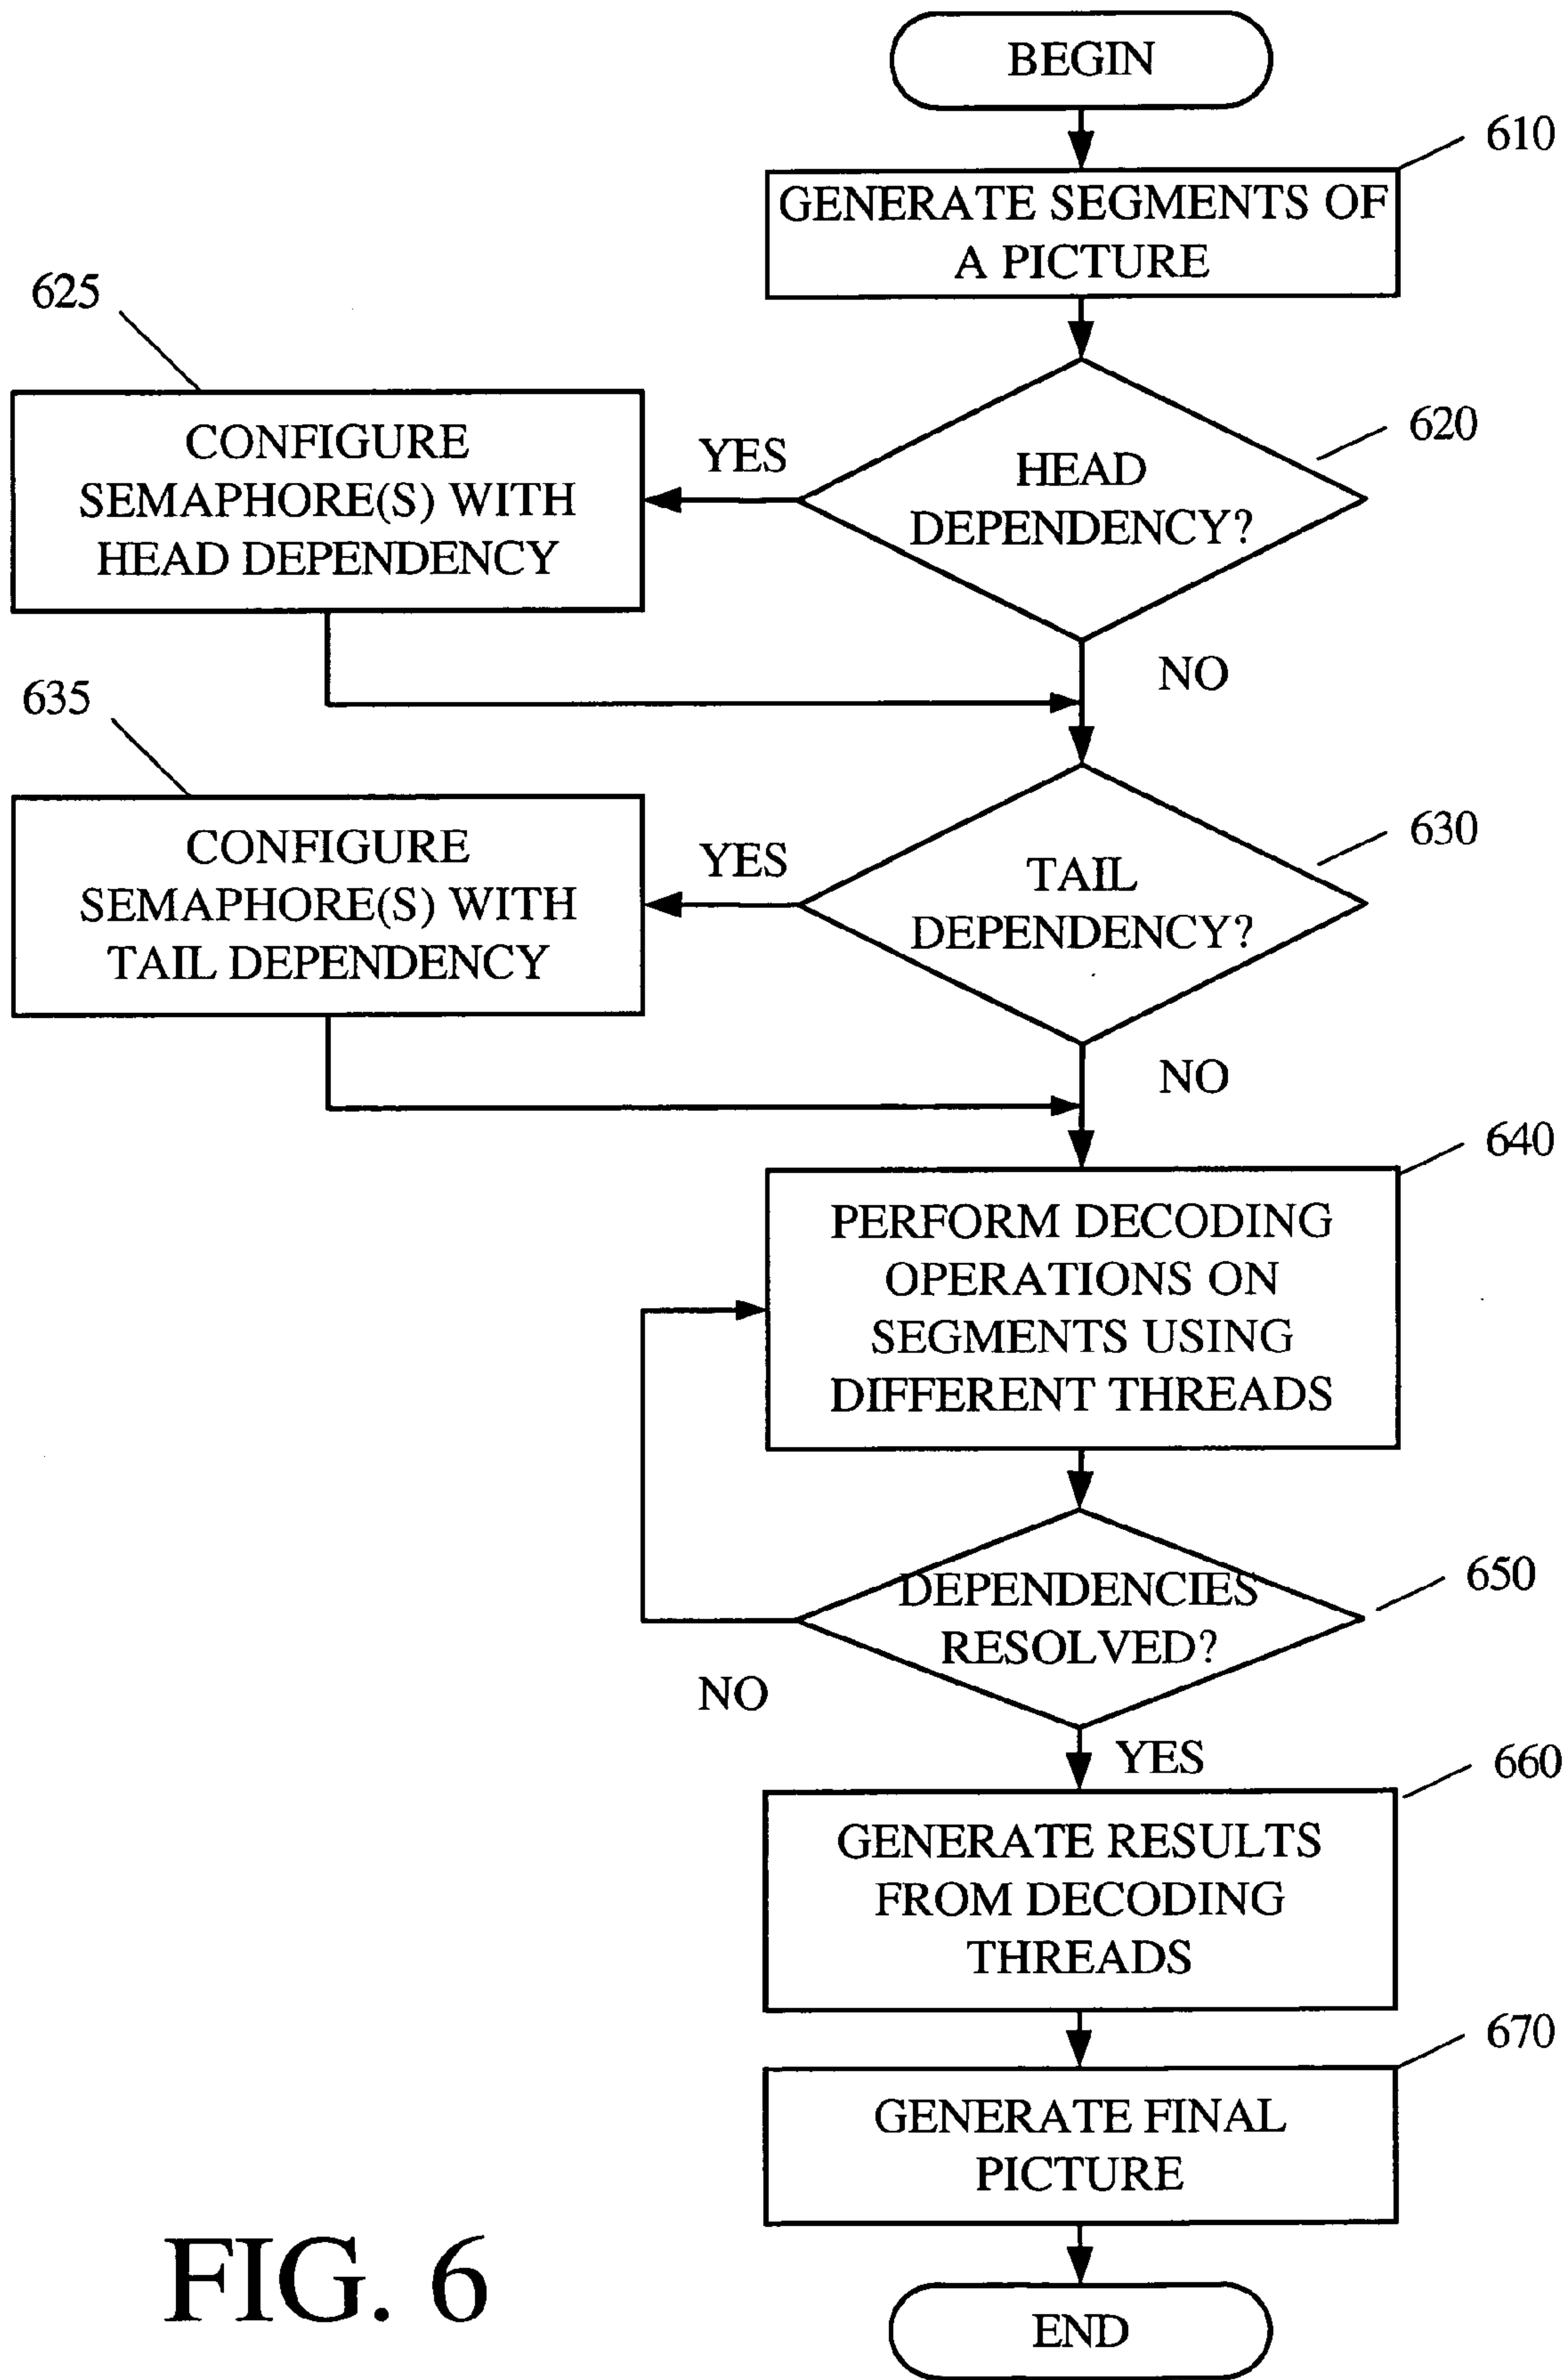 BEGIN
610
GENERATE SEGMENTS OF
A PICTURE
625
CONFIGURE
SEMAPHORE(S) WITH
HEAD DEPENDENCY
YES
620
HEAD
DEPENDENCY?
NO
635
CONFIGURE
SEMAPHORE(S) WITH
TAIL DEPENDENCY
YES
630
TAIL
DEPENDENCY?
NO
640
PERFORM DECODING
OPERATIONS ON
SEGMENTS USING
DIFFERENT THREADS
650
DEPENDENCIES
RESOLVED?
NO
YES
660
GENERATE RESULTS
FROM DECODING
THREADS
670
GENERATE FINAL
PICTURE
END
FIG. 6